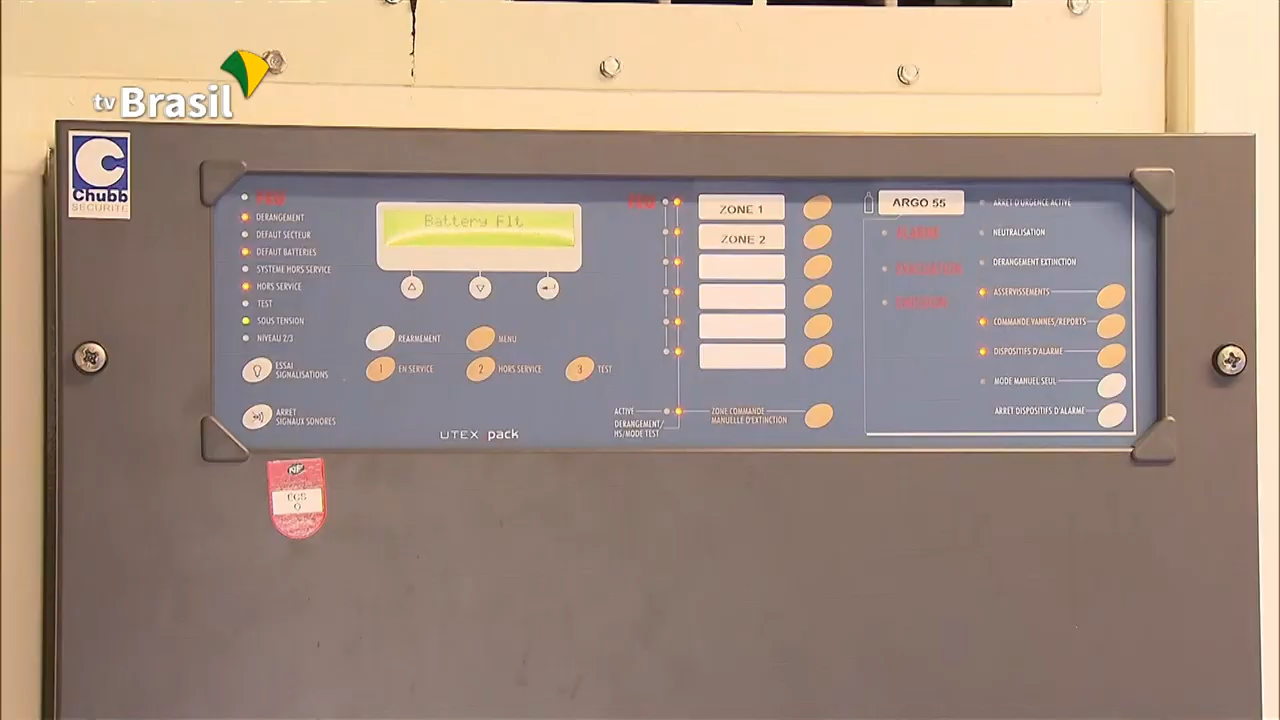 tv Brasil
Chubb
SECURITE
FEU
DERANGEMENT
DEFAUT SECTEUR
DEFAUT BATTERIES
SYSTEME HORS SERVICE
HORS SERVICE
TEST
SOUS TENSION
NIVEAU 2/3
ESSAI
SIGNALISATIONS
ARRET
SIGNAUX SONORES
Battery Flt
REARMEMENT
MENU
1 EN SERVICE
2 HORS SERVICE
3 TEST
UTEX pack
FEU
ZONE 1
ZONE 2
ACTIVE
DERANGEMENT/
HS/MODE TEST
ZONE COMMANDE
MANUELLE D'EXTINCTION
ARGO 55
ALARME
EVACUATION
EMISSION
ARRET D'URGENCE ACTIVE
NEUTRALISATION
DERANGEMENT EXTINCTION
ASSERVISSEMENTS
COMMANDE VANNES/REPORTS
DISPOSITIFS D'ALARME
MODE MANUEL SEUL
ARRET DISPOSITIFS D'ALARME
NF